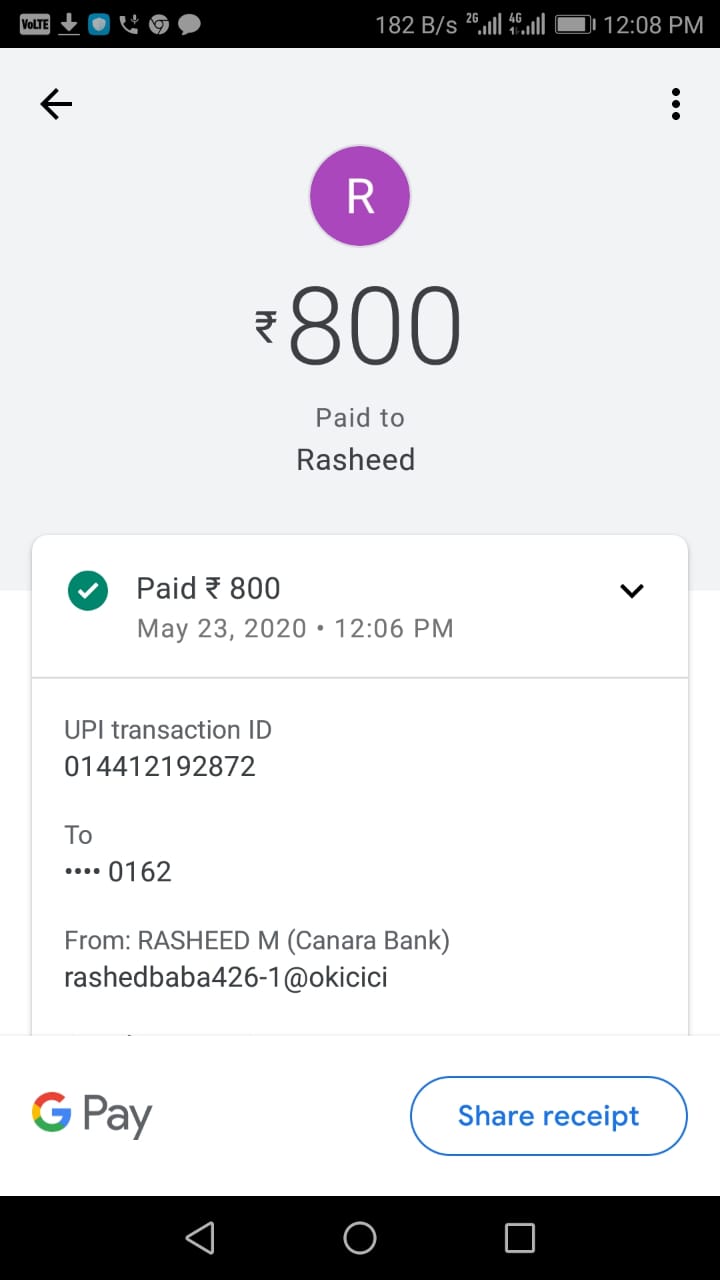 VoLTE 182 B/s 2G 4G 12:08 PM
R
₹800
Paid to
Rasheed
Paid ₹ 800
May 23, 2020 • 12:06 PM
UPI transaction ID
014412192872
To
•••• 0162
From: RASHEED M (Canara Bank)
rashedbaba426-1@okicici
G Pay
Share receipt